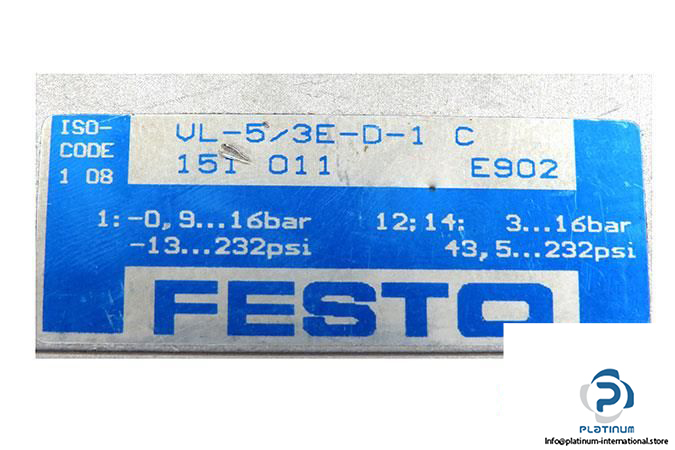 ISO-
CODE
1 08
VL-5/3E-D-1 C
151 011 E902
1:-0,9...16bar 12;14: 3...16bar
-13...232psi 43,5...232psi
FESTO
PLATINUM
Info@platinum-international.store